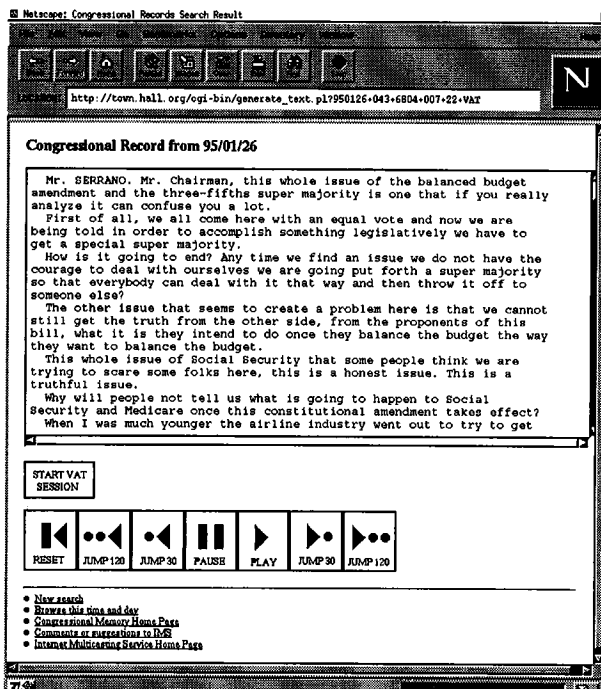 Netscape: Congressional Records Search Result
N
http://town.hall.org/cgi-bin/generate_text.pl?950126+043+6804+007+22+VAT
Congressional Record from 95/01/26
Mr. SERRANO. Mr. Chairman, this whole issue of the balanced budget
amendment and the three-fifths super majority is one that if you really
analyze it can confuse you a lot.
First of all, we all come here with an equal vote and now we are
being told in order to accomplish something legislatively we have to
get a special super majority.
How is it going to end? Any time we find an issue we do not have the
courage to deal with ourselves we are going put forth a super majority
so that everybody can deal with it that way and then throw it off to
someone else?
The other issue that seems to create a problem here is that we cannot
still get the truth from the other side, from the proponents of this
bill, what it is they intend to do once they balance the budget the way
they want to balance the budget.
This whole issue of Social Security that some people think we are
trying to scare some folks here, this is a honest issue. This is a
truthful issue.
Why will people not tell us what is going to happen to Social
Security and Medicare once this constitutional amendment takes effect?
When I was much younger the airline industry went out to try to get
START VAT
SESSION
RESET JUMP 120 JUMP 30 PAUSE PLAY JUMP 30 JUMP 120
New search
Browse this time and day
Congressional Memory Home Page
Comments or suggestions to IMS
Internet Multicasting Service Home Page